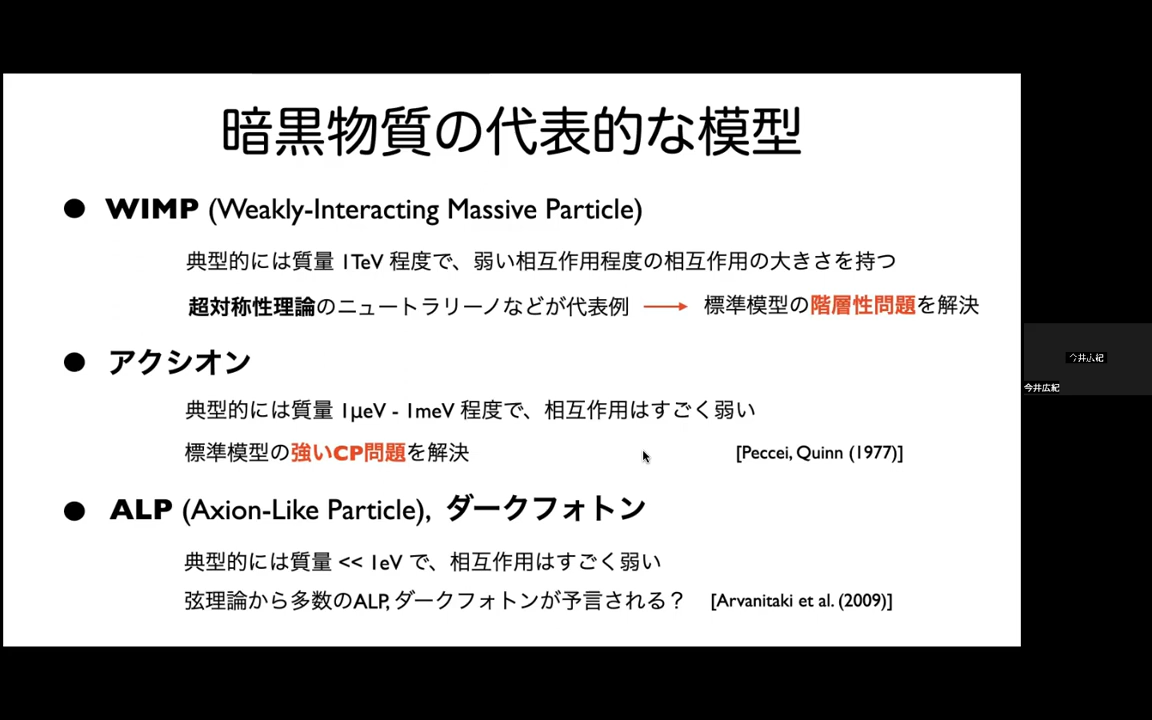 暗黒物質の代表的な模型
● WIMP (Weakly-Interacting Massive Particle)
典型的には質量 1TeV 程度で、弱い相互作用程度の相互作用の大きさを持つ
超対称性理論のニュートラリーノなどが代表例 → 標準模型の階層性問題を解決
● アクシオン
典型的には質量 1μeV - 1meV 程度で、相互作用はすごく弱い
標準模型の強いCP問題を解決 [Peccei, Quinn (1977)]
● ALP (Axion-Like Particle), ダークフォトン
典型的には質量 << 1eV で、相互作用はすごく弱い
弦理論から多数のALP, ダークフォトンが予言される？ [Arvanitaki et al. (2009)]
今井広紀
今井広紀